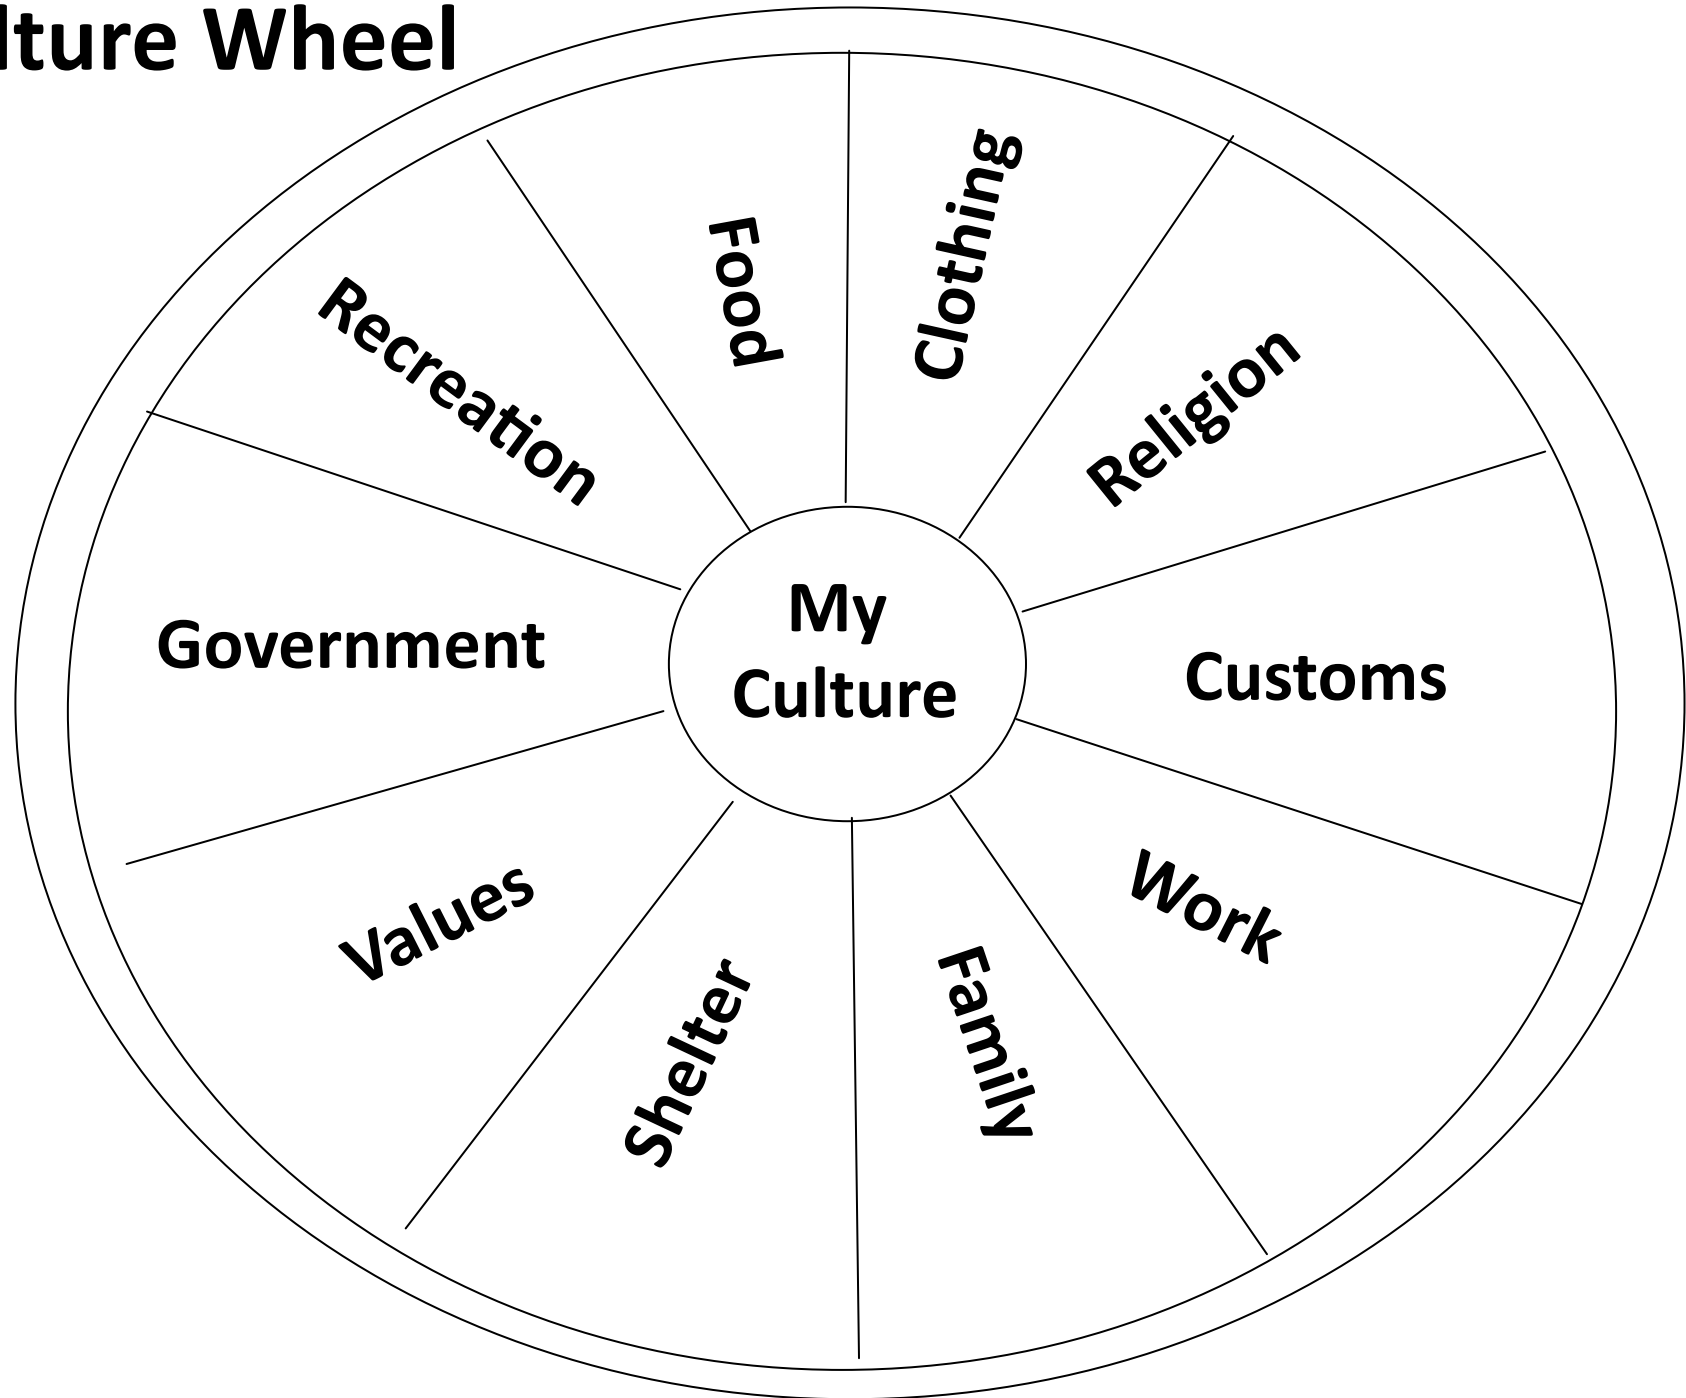 lture Wheel
Food
Clothing
Religion
Customs
Work
Family
Shelter
Values
Government
Recreation
My
Culture